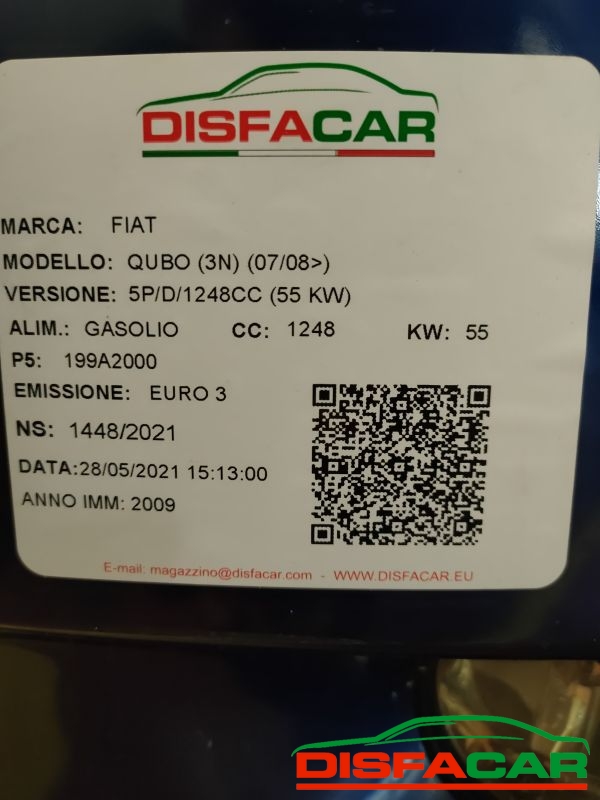 DISFACAR
MARCA: FIAT
MODELLO: QUBO (3N) (07/08>)
VERSIONE: 5P/D/1248CC (55 KW)
ALIM.: GASOLIO CC: 1248 KW: 55
P5: 199A2000
EMISSIONE: EURO 3
NS: 1448/2021
DATA:28/05/2021 15:13:00
ANNO IMM: 2009
E-mail: magazzino@disfacar.com - WWW.DISFACAR.EU
DISFACAR